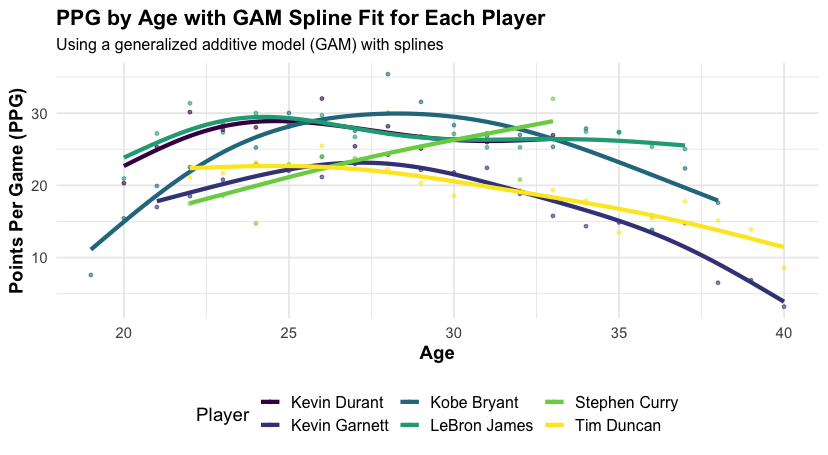 PPG by Age with GAM Spline Fit for Each Player
Using a generalized additive model (GAM) with splines
Points Per Game (PPG)
30
20
10
20 25 30 35 40
Age
Player
Kevin Durant Kobe Bryant Stephen Curry
Kevin Garnett LeBron James Tim Duncan